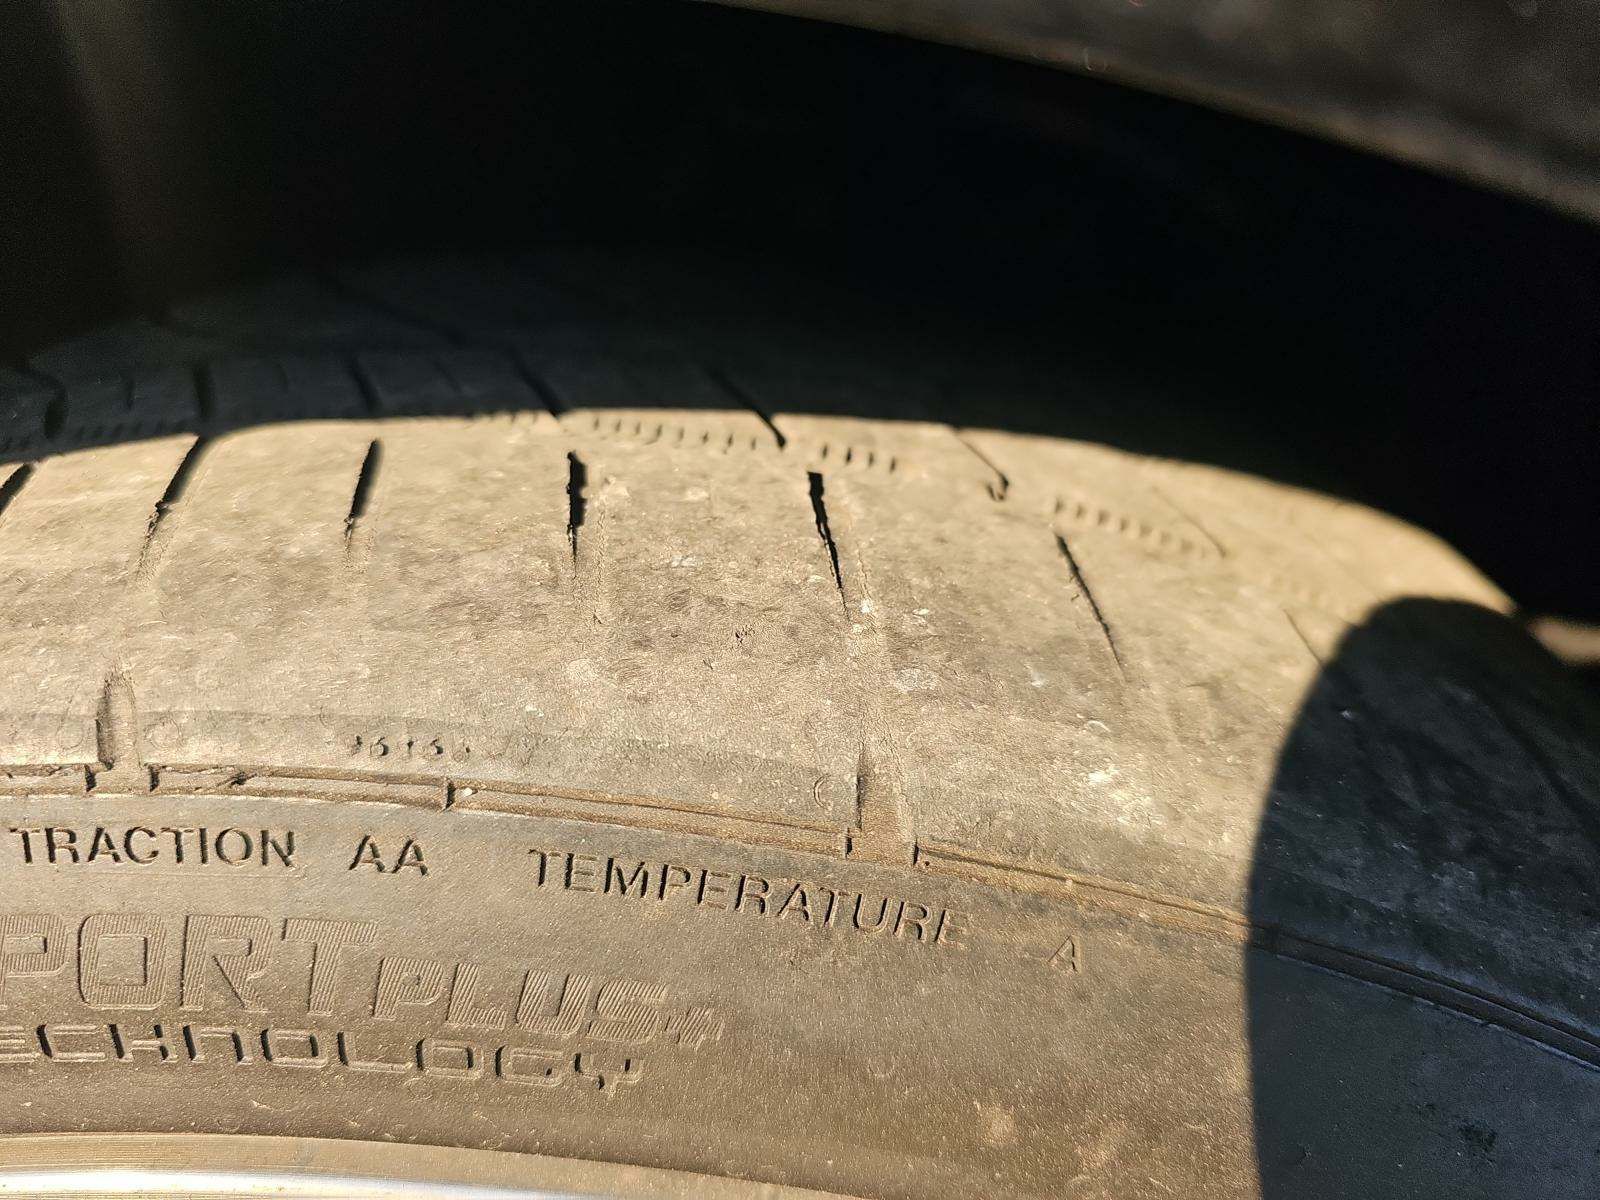 TRACTION AA TEMPERATURE A
PORT PLUS+
ECHNOLOGY